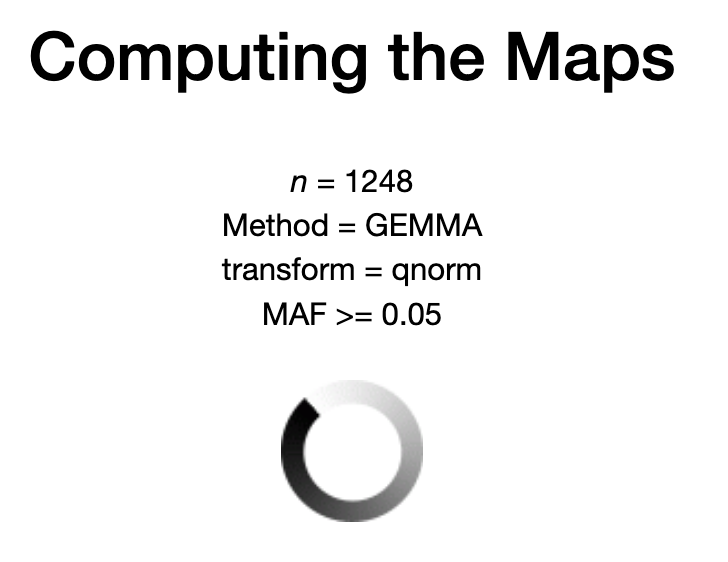 Computing the Maps
n = 1248
Method = GEMMA
transform = qnorm
MAF >= 0.05